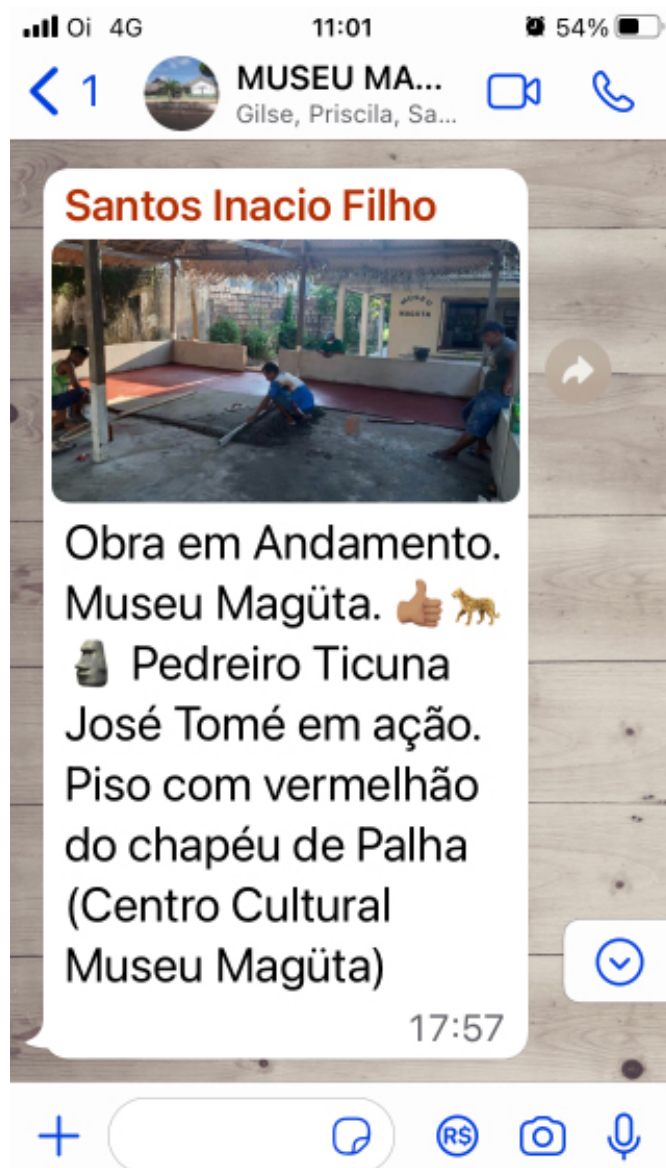 Oi 4G 11:01 54%
1 MUSEU MA...
Gilse, Priscila, Sa...
Santos Inacio Filho
MUSEU
MAGUTA
Obra em Andamento.
Museu Magüta. 👍🏽🐆
🗿 Pedreiro Ticuna
José Tomé em ação.
Piso com vermelhão
do chapéu de Palha
(Centro Cultural
Museu Magüta)
17:57
R$